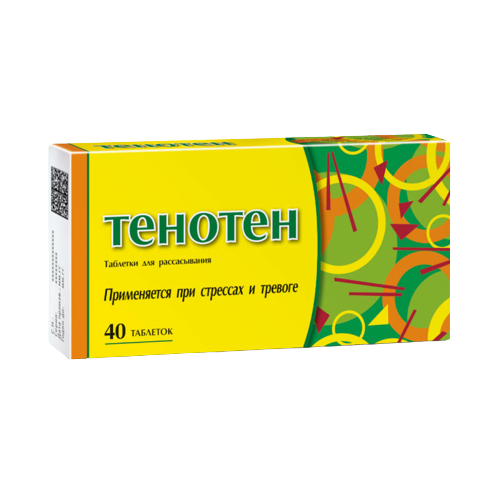 ТЕНОТЕН
Таблетки для рассасывания
Применяется при стрессах и тревоге
40 ТАБЛЕТОК